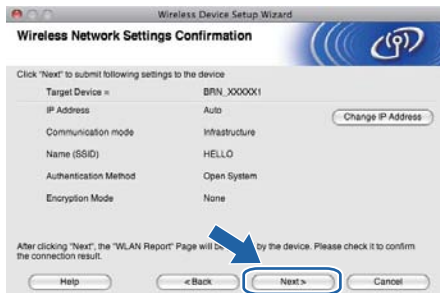 Wireless Device Setup Wizard
Wireless Network Settings Confirmation
Click "Next" to submit following settings to the device
Target Device = BRN_XXXXX1
IP Address Auto
Change IP Address
Communication mode Infrastructure
Name (SSID) HELLO
Authentication Method Open System
Encryption Mode None
After clicking "Next", the "WLAN Report" Page will by the device. Please check it to confirm
the connection result.
Help <Back Next> Cancel